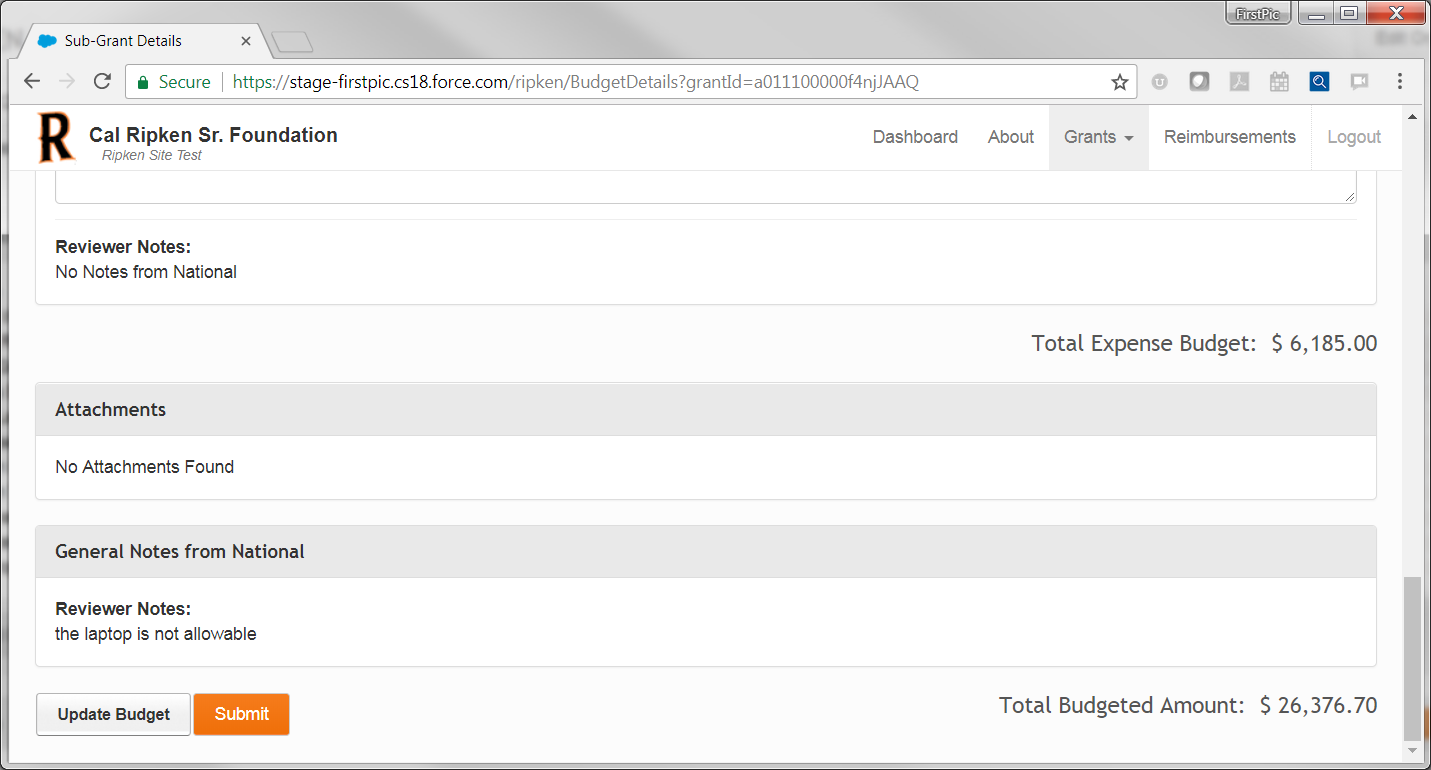 FirstPic
Sub-Grant Details
Secure https://stage-firstpic.cs18.force.com/ripken/BudgetDetails?grantId=a011100000f4njJAAQ
R Cal Ripken Sr. Foundation
Ripken Site Test
Dashboard About Grants Reimbursements Logout
Reviewer Notes:
No Notes from National
Total Expense Budget: $ 6,185.00
Attachments
No Attachments Found
General Notes from National
Reviewer Notes:
the laptop is not allowable
Update Budget Submit Total Budgeted Amount: $ 26,376.70